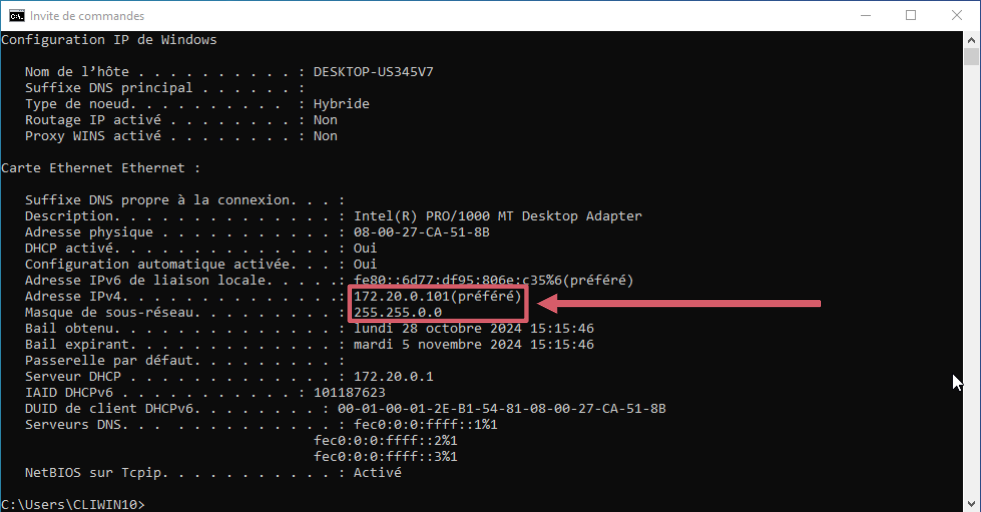 Invite de commandes
Configuration IP de Windows
Nom de l'hôte . . . . . . . . . . : DESKTOP-US345V7
Suffixe DNS principal . . . . . . :
Type de noeud. . . . . . . . . . : Hybride
Routage IP activé . . . . . . . . : Non
Proxy WINS activé . . . . . . . . : Non
Carte Ethernet Ethernet :
Suffixe DNS propre à la connexion. . . :
Description. . . . . . . . . . . . . . : Intel(R) PRO/1000 MT Desktop Adapter
Adresse physique . . . . . . . . . . . : 08-00-27-CA-51-8B
DHCP activé. . . . . . . . . . . . . . : Oui
Configuration automatique activée. . . : Oui
Adresse IPv6 de liaison locale. . . . .: fe80::6d77:df95:806e:c35%6(préféré)
Adresse IPv4. . . . . . . . . . . . . .: 172.20.0.101(préféré)
Masque de sous-réseau. . . . . . . . . : 255.255.0.0
Bail obtenu. . . . . . . . . . . . . . : lundi 28 octobre 2024 15:15:46
Bail expirant. . . . . . . . . . . . . : mardi 5 novembre 2024 15:15:46
Passerelle par défaut. . . . . . . . . :
Serveur DHCP . . . . . . . . . . . . . : 172.20.0.1
IAID DHCPv6 . . . . . . . . . . . : 101187623
DUID de client DHCPv6. . . . . . . . : 00-01-00-01-2E-B1-54-81-08-00-27-CA-51-8B
Serveurs DNS. . . . . . . . . . . . . : fec0:0:0:ffff::1%1
fec0:0:0:ffff::2%1
fec0:0:0:ffff::3%1
NetBIOS sur Tcpip. . . . . . . . . . . : Activé
C:\Users\CLIWIN10>